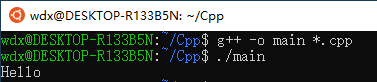 wdx@DESKTOP-R133B5N: ~/Cpp
wdx@DESKTOP-R133B5N:~/Cpp$ g++ -o main *.cpp
wdx@DESKTOP-R133B5N:~/Cpp$ ./main
Hello